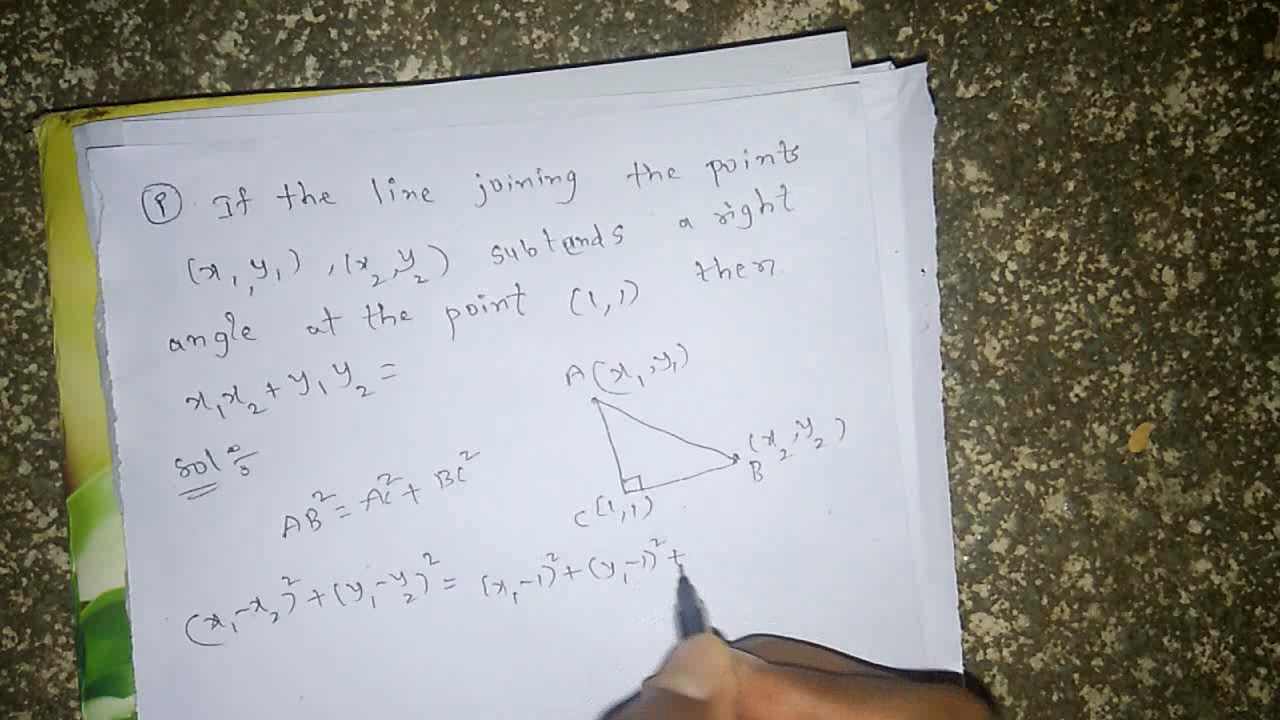 9 If the line joining the points
(x₁, y₁), (x₂, y₂) subtends a right
angle at the point (1,1) then
x₁x₂ + y₁y₂ =
Sol:
A(x₁, y₁)
(x₂, y₂)
B
C(1,1)
AB² = AC² + BC²
(x₁-x₂)² + (y₁-y₂)² = (x₁-1)² + (y₁-1)² +